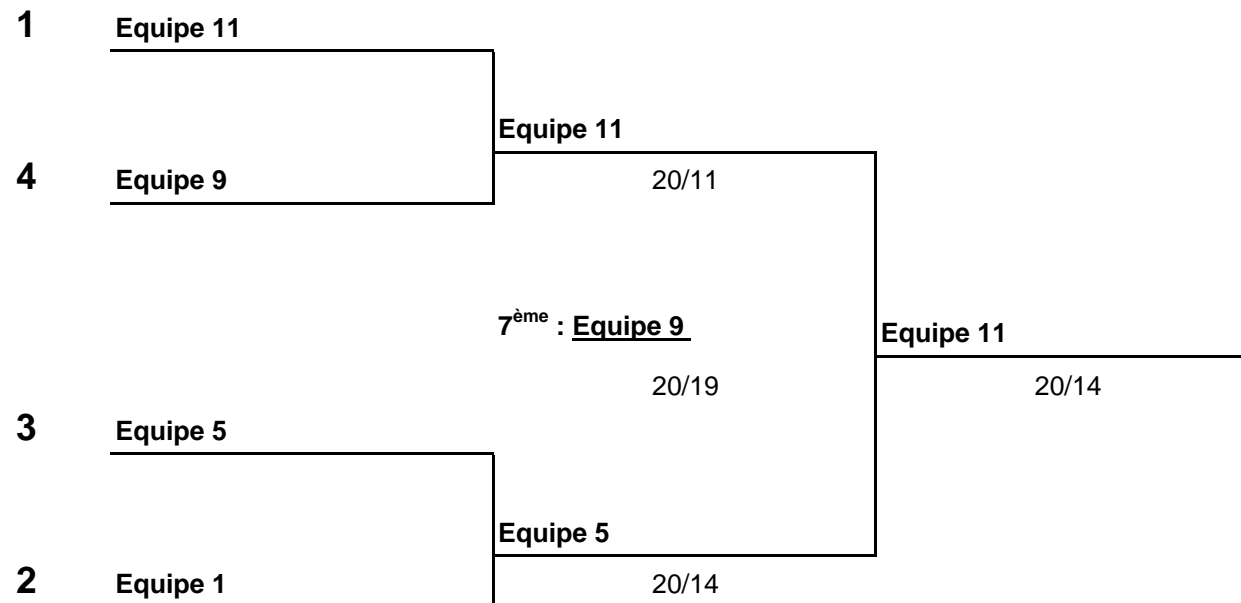 1 Equipe 11
Equipe 11
4 Equipe 9 20/11
7ème : Equipe 9
Equipe 11
20/19 20/14
3 Equipe 5
Equipe 5
2 Equipe 1 20/14